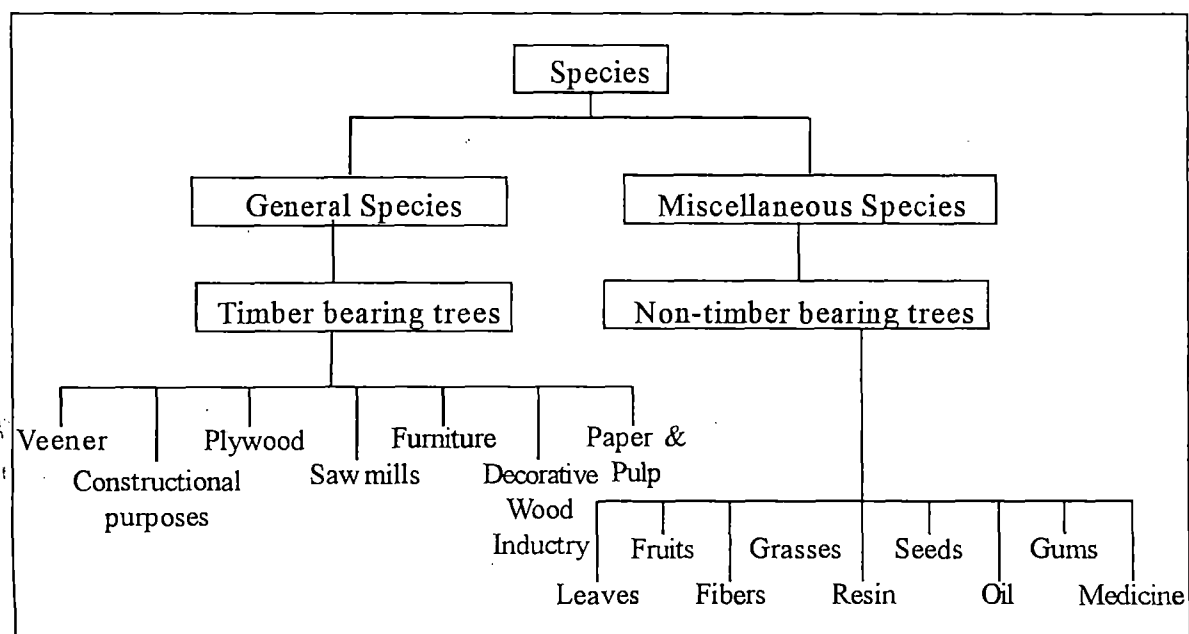 Species
General Species
Miscellaneous Species
Timber bearing trees
Non-timber bearing trees
Veener
Plywood
Furniture
Paper &
Pulp
Constructional
purposes
Saw mills
Decorative
Wood
Inductry
Fruits
Grasses
Seeds
Gums
Leaves
Fibers
Resin
Oil
Medicine